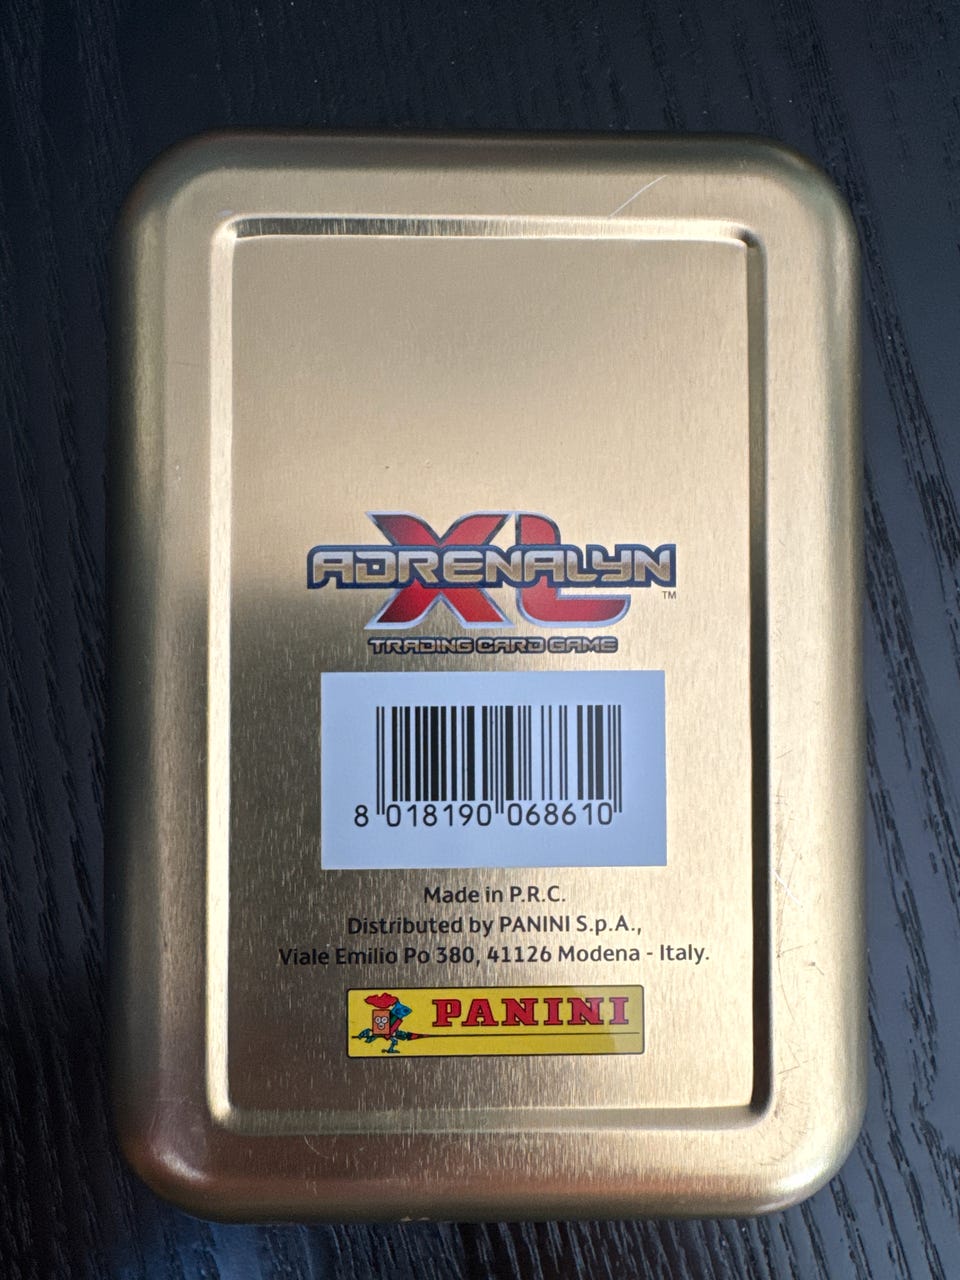 XL
ADRENALYN
TM
TRADING CARD GAME
8 018190 068610
Made in P.R.C.
Distributed by PANINI S.p.A.,
Viale Emilio Po 380, 41126 Modena - Italy.
PANINI